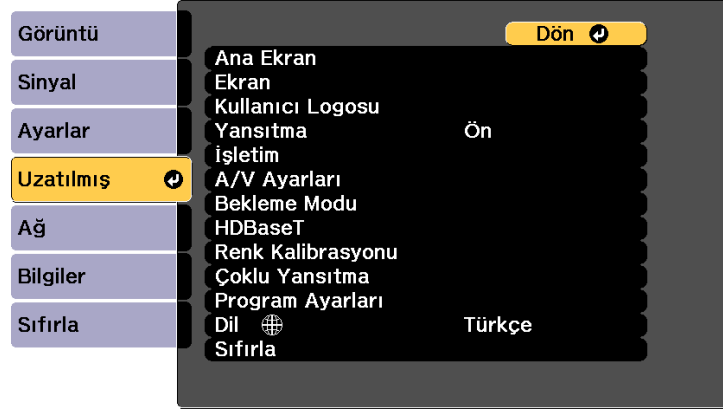 Görüntü
Sinyal
Ayarlar
Uzatılmış
Ağ
Bilgiler
Sıfırla
Dön
Ana Ekran
Ekran
Kullanıcı Logosu
Yansıtma Ön
İşletim
A/V Ayarları
Bekleme Modu
HDBaseT
Renk Kalibrasyonu
Çoklu Yansıtma
Program Ayarları
Dil Türkçe
Sıfırla